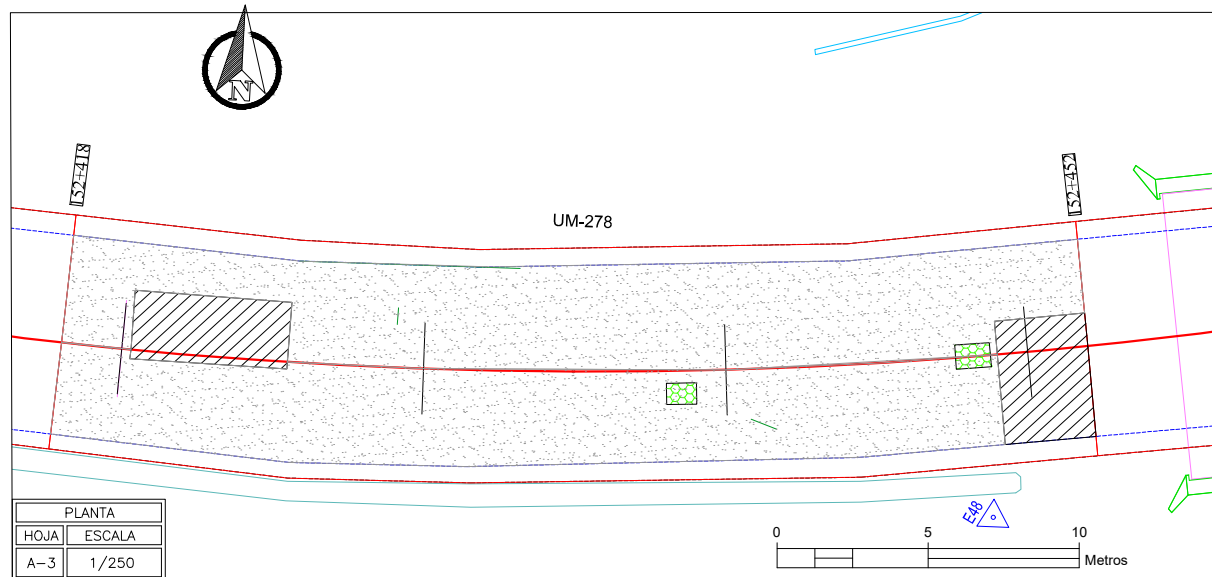 N
152+418
152+452
UM-278
E48
PLANTA
HOJA ESCALA
A-3 1/250
0 5 10
Metros